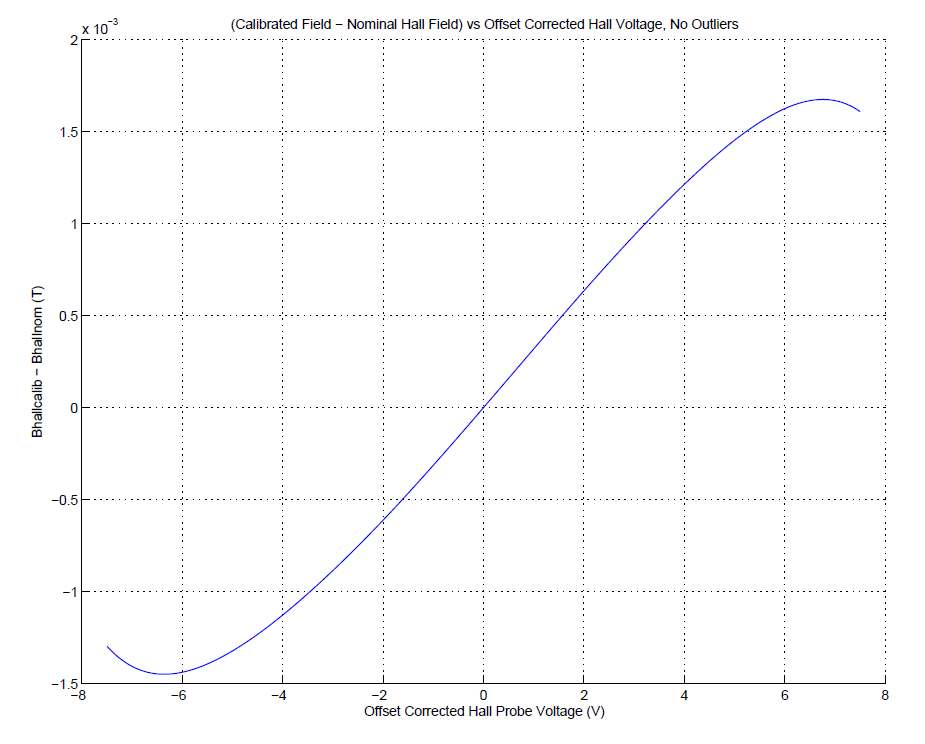 (Calibrated Field − Nominal Hall Field) vs Offset Corrected Hall Voltage, No Outliers
x 10⁻³
2
1.5
1
0.5
0
−0.5
−1
−1.5
Bhallcalib − Bhallnom (T)
−8 −6 −4 −2 0 2 4 6 8
Offset Corrected Hall Probe Voltage (V)